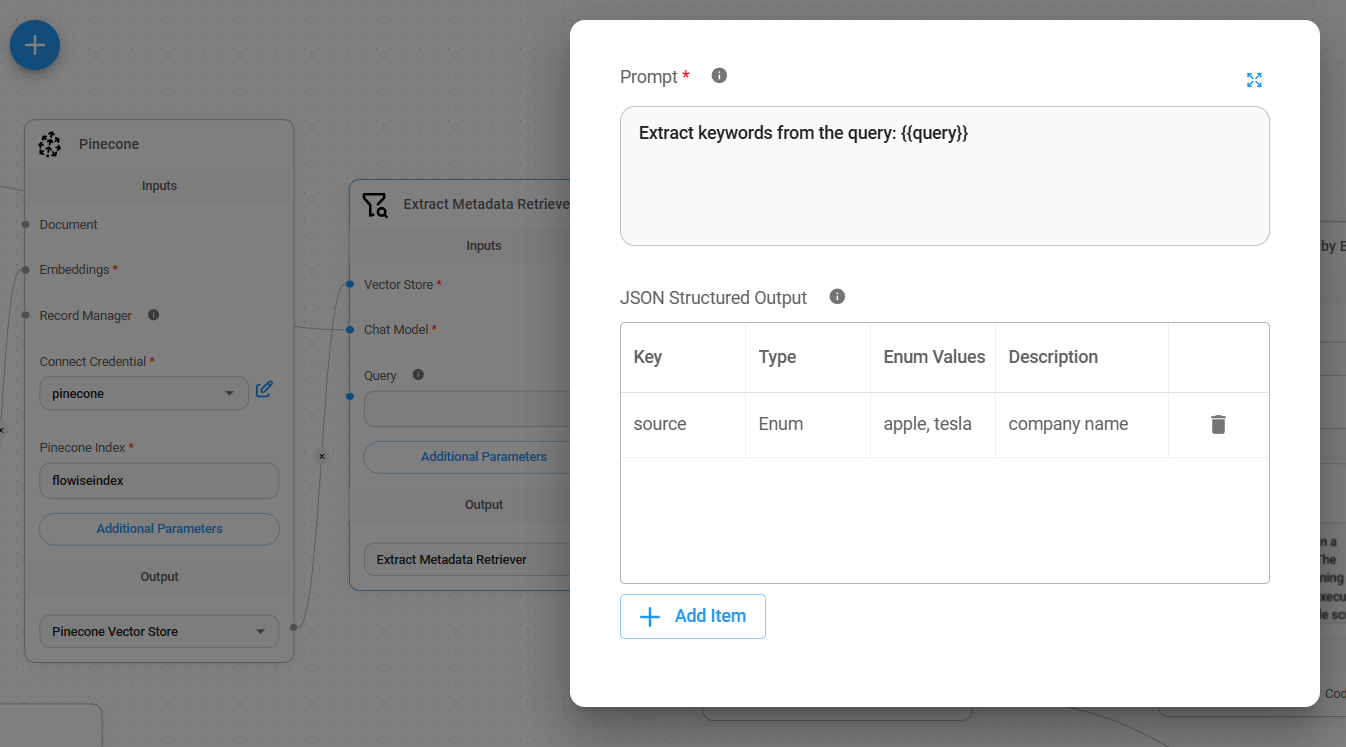 Pinecone
Inputs
Document
Embeddings *
Record Manager
Connect Credential *
pinecone
Pinecone Index *
flowiseindex
Additional Parameters
Output
Pinecone Vector Store
Extract Metadata Retrieve
Inputs
Vector Store *
Chat Model *
Query
Additional Parameters
Output
Extract Metadata Retriever
Prompt *
Extract keywords from the query: {{query}}
JSON Structured Output
Key Type Enum Values Description
source Enum apple, tesla company name
Add Item
by E
n a
The
ning
xecu
le sc
Cod